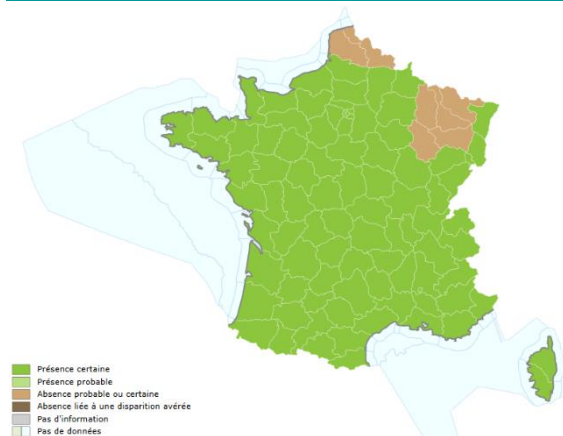 Présence certaine
Présence probable
Absence probable ou certaine
Absence liée à une disparition avérée
Pas d'information
Pas de données